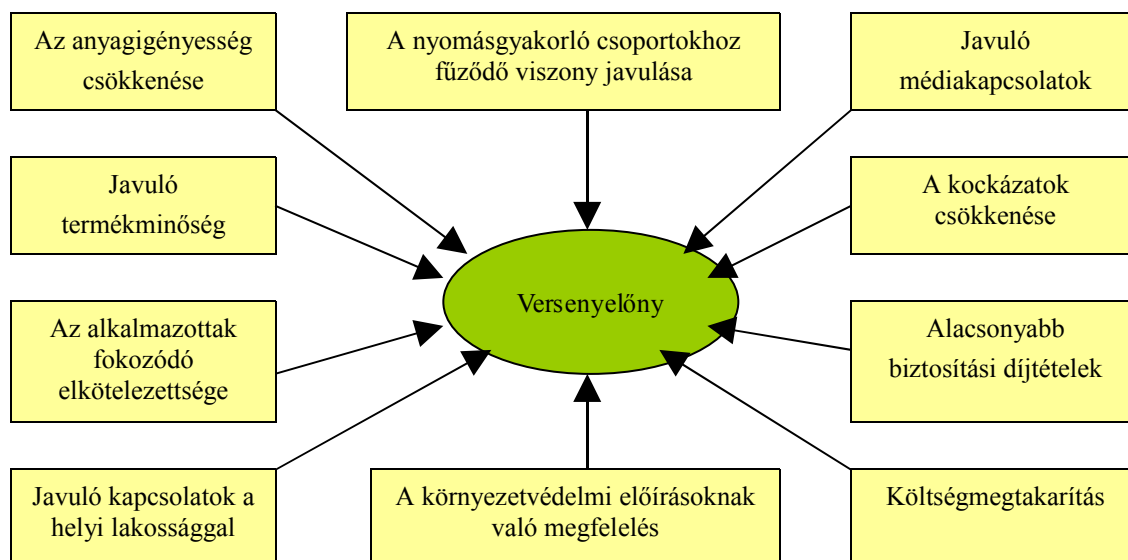 Az anyagigényesség
csökkenése
A nyomásgyakorló csoportokhoz
fűződő viszony javulása
Javuló
médiakapcsolatok
Javuló
termékminőség
A kockázatok
csökkenése
Versenyelőny
Az alkalmazottak
fokozódó
elkötelezettsége
Alacsonyabb
biztosítási díjtételek
Javuló kapcsolatok a
helyi lakossággal
A környezetvédelmi előírásoknak
való megfelelés
Költségmegtakarítás